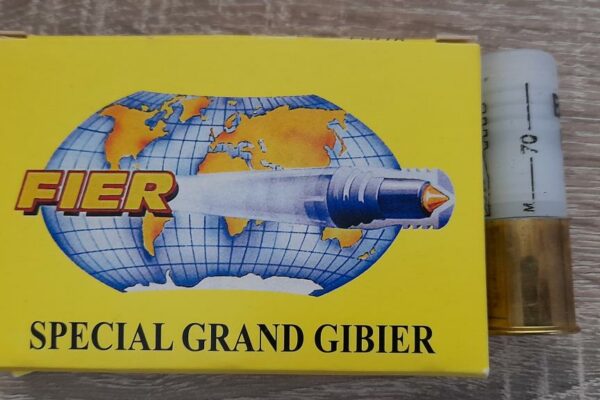 FIER
SPECIAL GRAND GIBIER
M 70